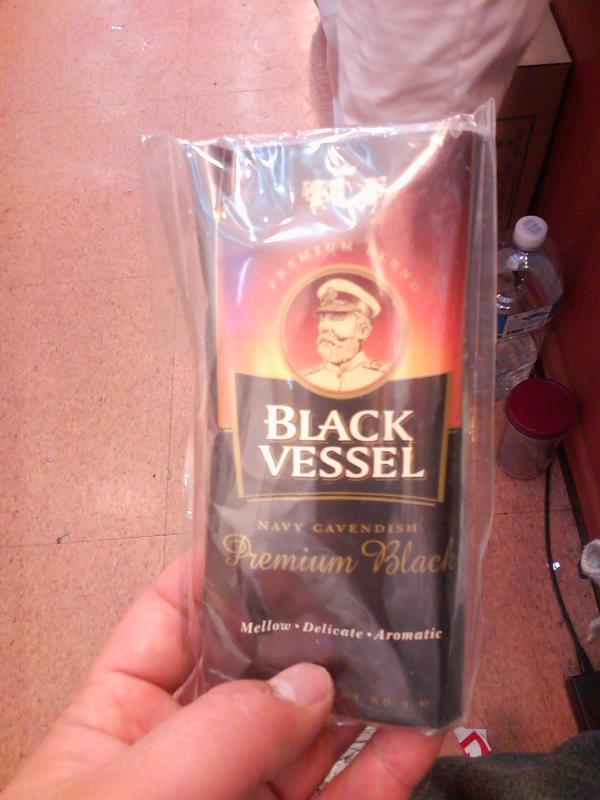 PREMIUM BLEND
BLACK
VESSEL
NAVY CAVENDISH
Premium Black
Mellow • Delicate • Aromatic